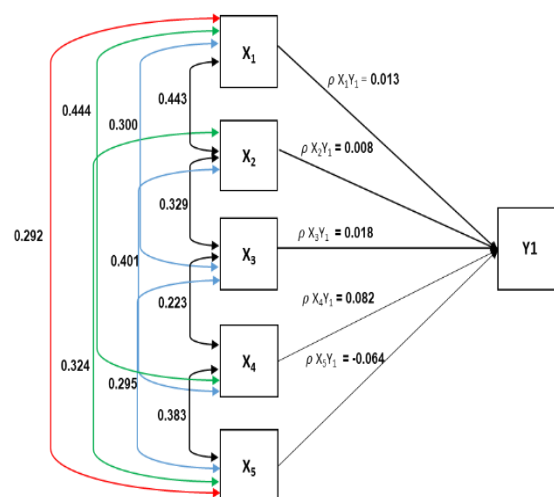 X1
ρ X1Y1 = 0.013
0.444
0.443
0.300
X2
ρ X2Y1 = 0.008
0.329
0.292
X3
ρ X3Y1 = 0.018
Y1
0.401
0.223
ρ X4Y1 = 0.082
X4
ρ X5Y1 = -0.064
0.324
0.295
0.383
X5